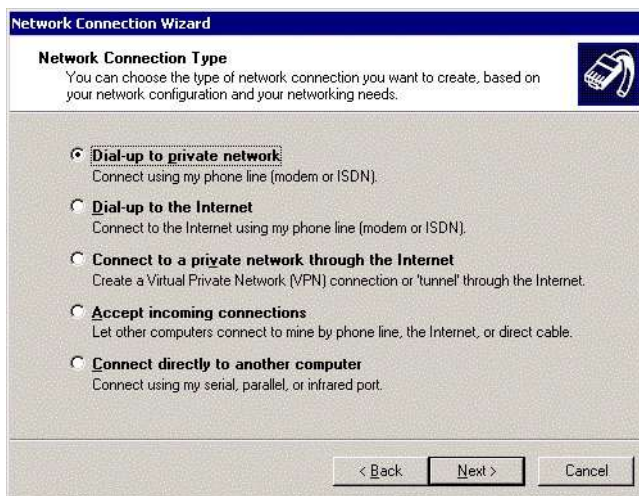 Network Connection Wizard
Network Connection Type
You can choose the type of network connection you want to create, based on
your network configuration and your networking needs.
Dial-up to private network
Connect using my phone line (modem or ISDN).
Dial-up to the Internet
Connect to the Internet using my phone line (modem or ISDN).
Connect to a private network through the Internet
Create a Virtual Private Network (VPN) connection or 'tunnel' through the Internet.
Accept incoming connections
Let other computers connect to mine by phone line, the Internet, or direct cable.
Connect directly to another computer
Connect using my serial, parallel, or infrared port.
< Back Next > Cancel